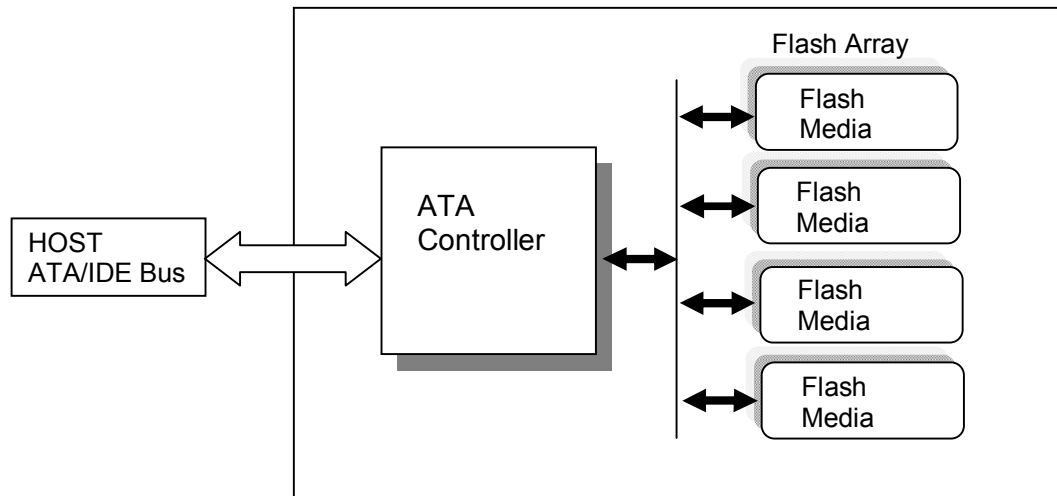 Flash Array
Flash
Media
ATA
Controller
Flash
Media
HOST
ATA/IDE Bus
Flash
Media
Flash
Media